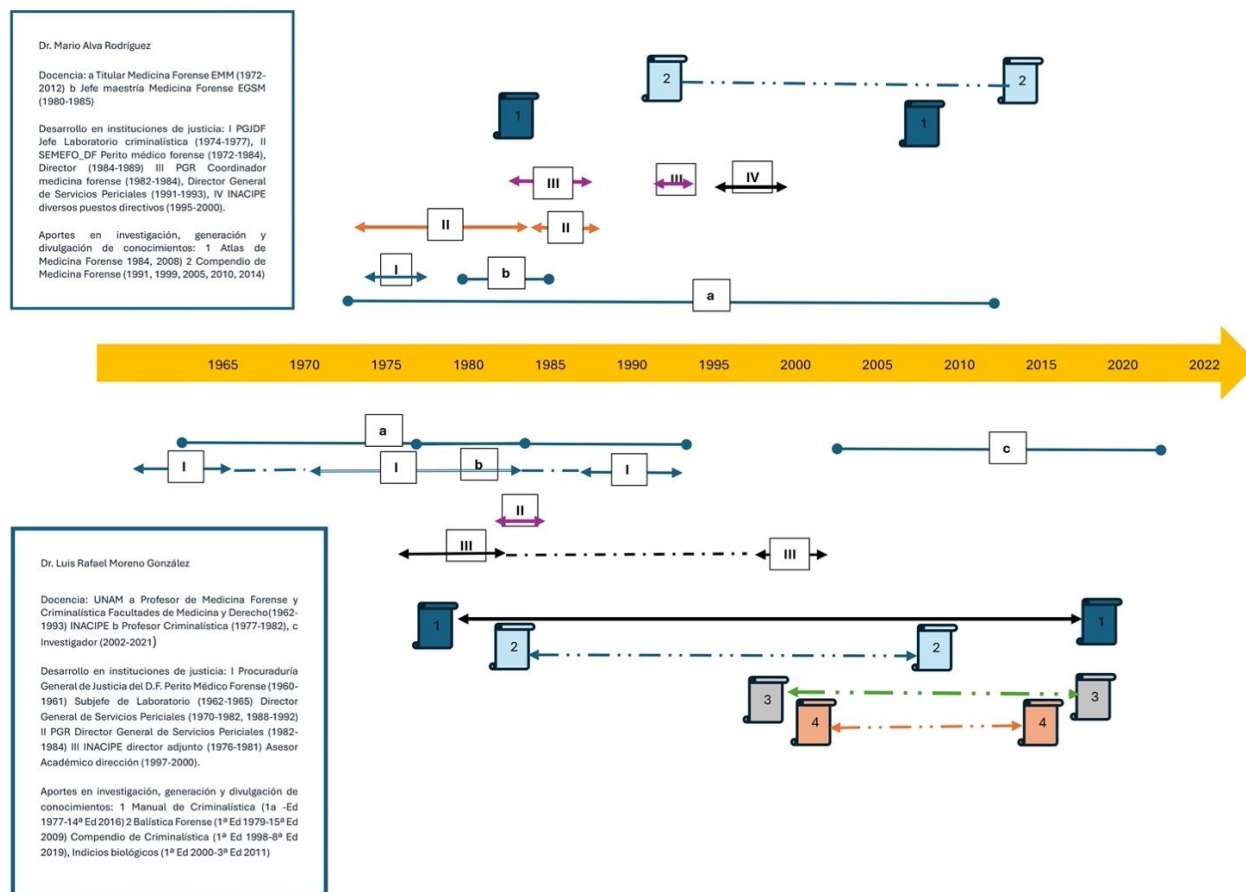 Dr. Mario Alva Rodríguez
Docencia: a Titular Medicina Forense EMM (1972-
2012) b Jefe maestría Medicina Forense EGSM
(1980-1985)
Desarrollo en instituciones de justicia: I PGJDF
Jefe Laboratorio criminalística (1974-1977), II
SEMEFO_DF Perito médico forense (1972-1984),
Director (1984-1989) III PGR Coordinador
medicina forense (1982-1984), Director General
de Servicios Periciales (1991-1993), IV INACIPE
diversos puestos directivos (1995-2000).
Aportes en investigación, generación y
divulgación de conocimientos: 1 Atlas de
Medicina Forense 1984, 2008) 2 Compendio de
Medicina Forense (1991, 1999, 2005, 2010, 2014)
2 2
1 1
III III IV
II II
I b
a
1965 1970 1975 1980 1985 1990 1995 2000 2005 2010 2015 2020 2022
a
c
I I b I
II
III III
1 1
2 2
3 3
4 4
Dr. Luis Rafael Moreno González
Docencia: UNAM a Profesor de Medicina Forense y
Criminalística Facultades de Medicina y Derecho(1962-
1993) INACIPE b Profesor Criminalística (1977-1982), c
Investigador (2002-2021)
Desarrollo en instituciones de justicia: I Procuraduría
General de Justicia del D.F. Perito Médico Forense (1960-
1961) Subjefe de Laboratorio (1962-1965) Director
General de Servicios Periciales (1970-1982, 1988-1992)
II PGR Director General de Servicios Periciales (1982-
1984) III INACIPE director adjunto (1976-1981) Asesor
Académico dirección (1997-2000).
Aportes en investigación, generación y divulgación de
conocimientos: 1 Manual de Criminalística (1a -Ed
1977-14ª Ed 2016) 2 Balística Forense (1ª Ed 1979-15ª Ed
2009) Compendio de Criminalística (1ª Ed 1998-8ª Ed
2019), Indicios biológicos (1ª Ed 2000-3ª Ed 2011)